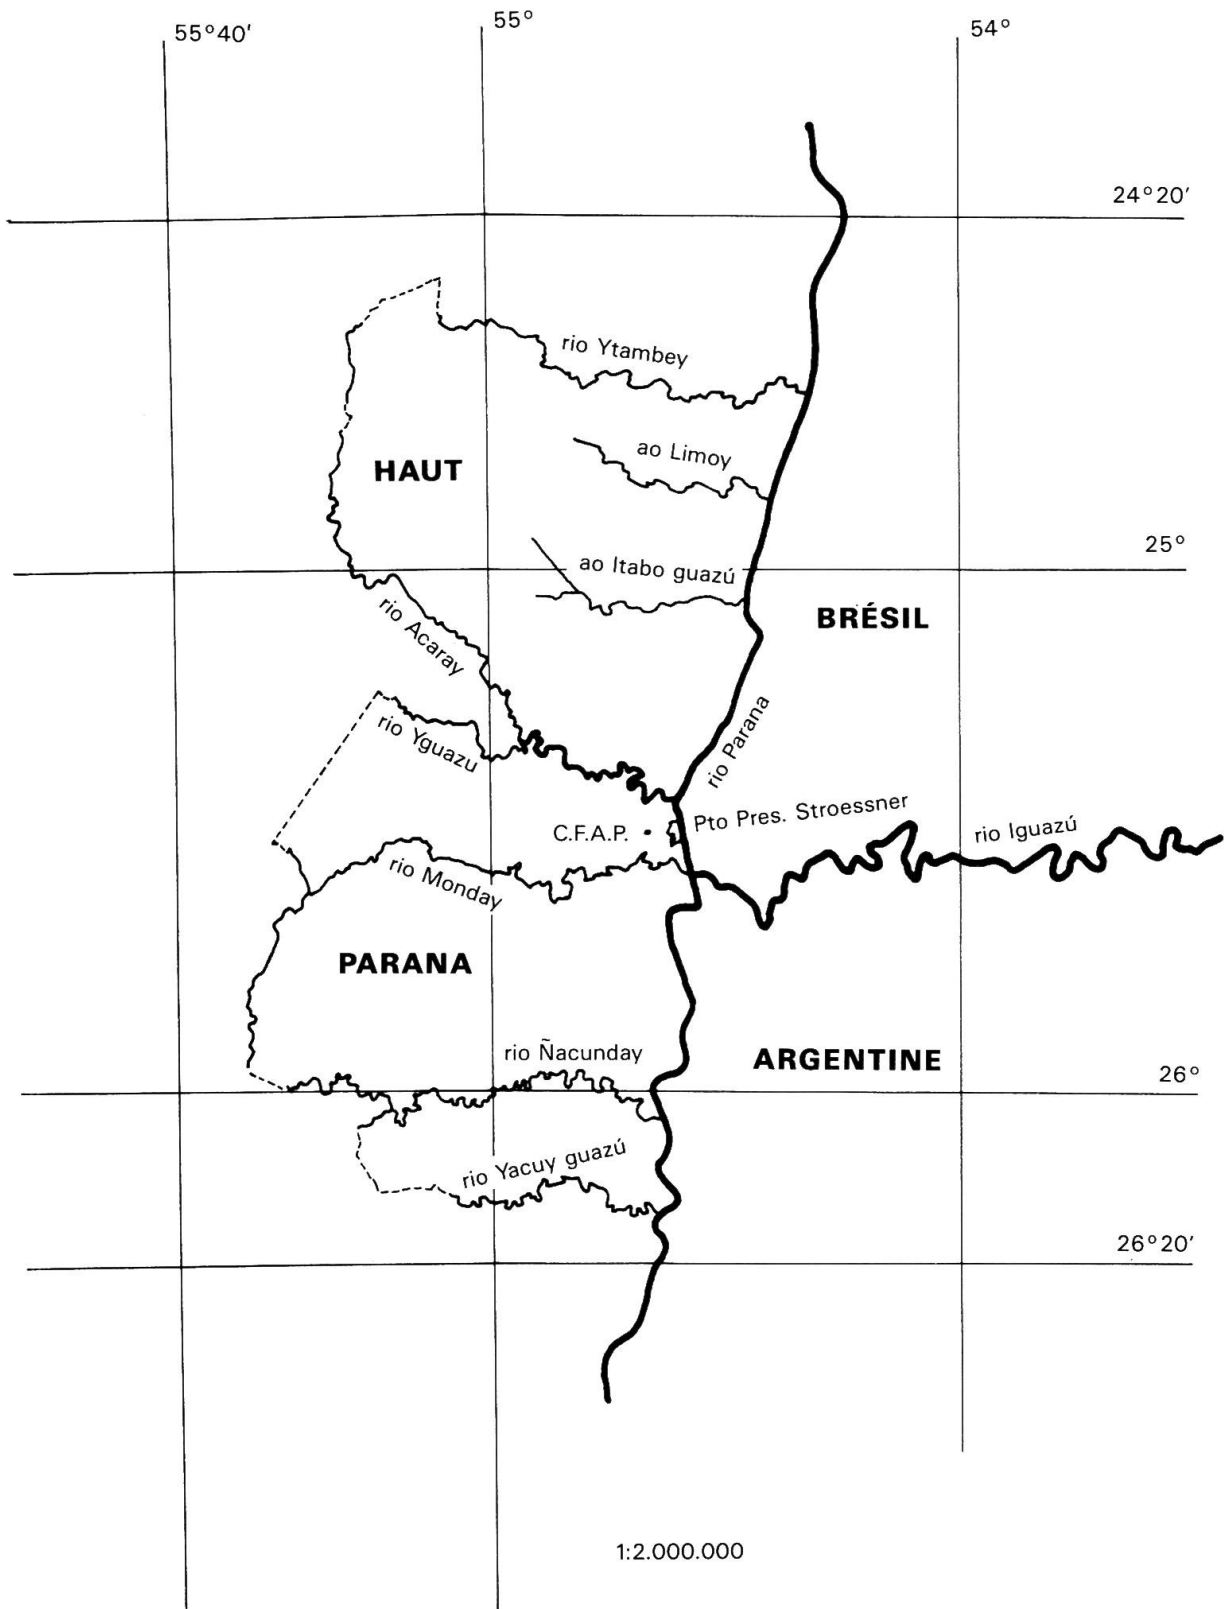 55°40'
55°
54°
24°20'
rio Ytambey
ao Limoy
HAUT
25°
ao Itabo guazú
BRÉSIL
rio Acaray
rio Parana
rio Yguazu
Pto Pres. Stroessner
C.F.A.P.
rio Iguazú
rio Monday
PARANA
rio Ñacunday
ARGENTINE
26°
rio Yacuy guazú
26°20'
1:2.000.000